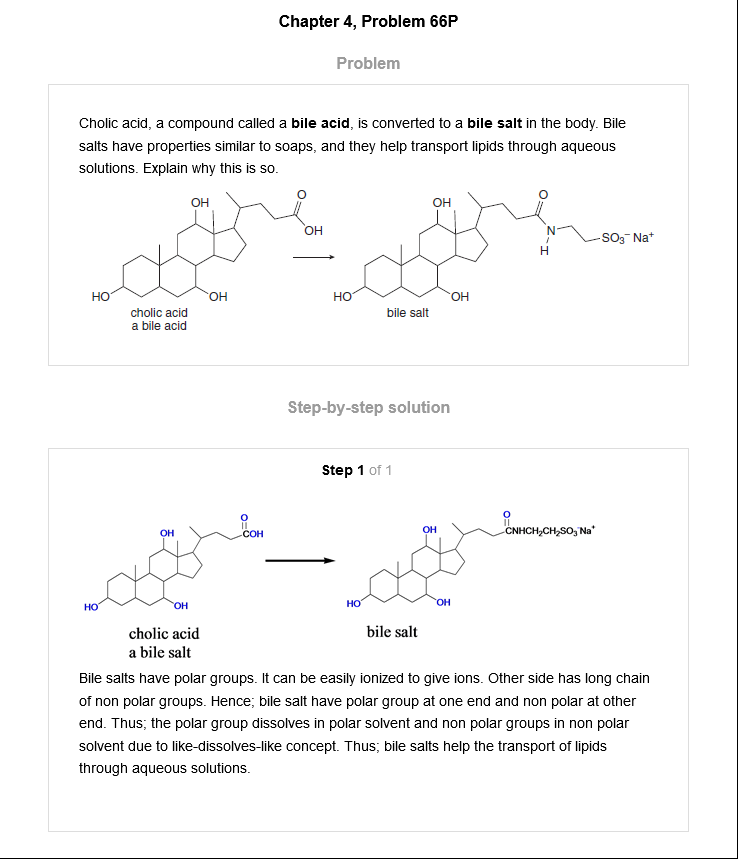 Chapter 4, Problem 66P
Problem
Cholic acid, a compound called a bile acid, is converted to a bile salt in the body. Bile
salts have properties similar to soaps, and they help transport lipids through aqueous
solutions. Explain why this is so.
OH
O
OH
HO
OH
cholic acid
a bile acid
OH
O
N
H
SO₃⁻ Na⁺
HO
OH
bile salt
Step-by-step solution
Step 1 of 1
OH
O
COH
HO
OH
cholic acid
a bile salt
OH
O
CNHCH₂CH₂SO₃⁻Na⁺
HO
OH
bile salt
Bile salts have polar groups. It can be easily ionized to give ions. Other side has long chain
of non polar groups. Hence; bile salt have polar group at one end and non polar at other
end. Thus; the polar group dissolves in polar solvent and non polar groups in non polar
solvent due to like-dissolves-like concept. Thus; bile salts help the transport of lipids
through aqueous solutions.